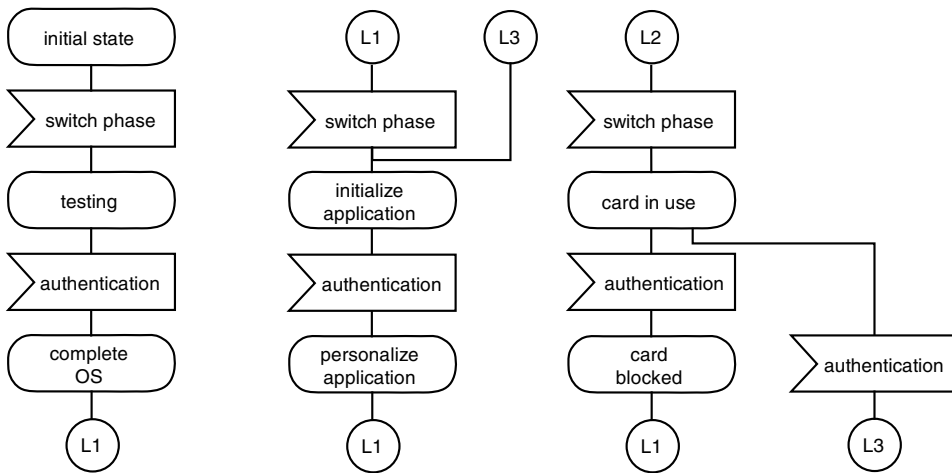 initial state
switch phase
testing
authentication
complete
OS
L1
L1
L3
switch phase
initialize
application
authentication
personalize
application
L1
L2
switch phase
card in use
authentication
card
blocked
L1
authentication
L3